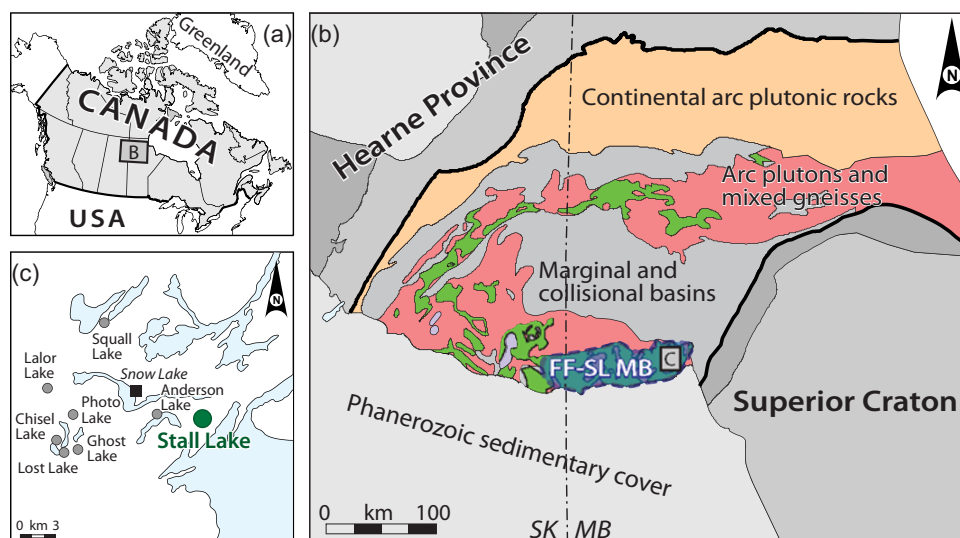 (a)
Greenland
CANADA
B
USA
(b)
N
Hearne Province
Continental arc plutonic rocks
Arc plutons and
mixed gneisses
Marginal and
collisional basins
FF-SL MB
C
Superior Craton
Phanerozoic sedimentary cover
0 km 100
SK MB
(c)
N
Squall
Lake
Lalor
Lake
Snow Lake
Anderson
Lake
Photo
Lake
Chisel
Lake
Stall Lake
Ghost
Lake
Lost Lake
0 km 3